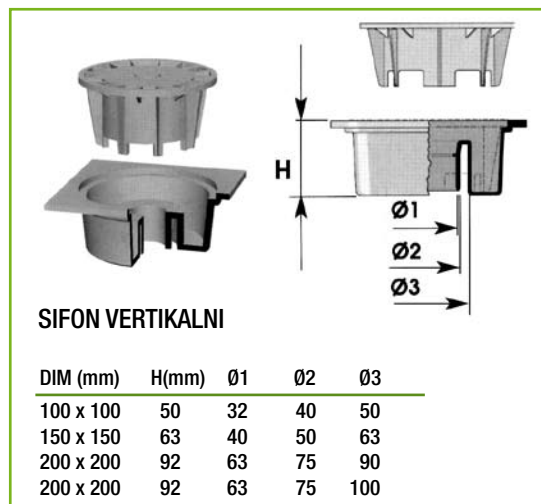 H
Ø1
Ø2
Ø3
SIFON VERTIKALNI
DIM (mm) H(mm) Ø1 Ø2 Ø3
100 x 100 50 32 40 50
150 x 150 63 40 50 63
200 x 200 92 63 75 90
200 x 200 92 63 75 100